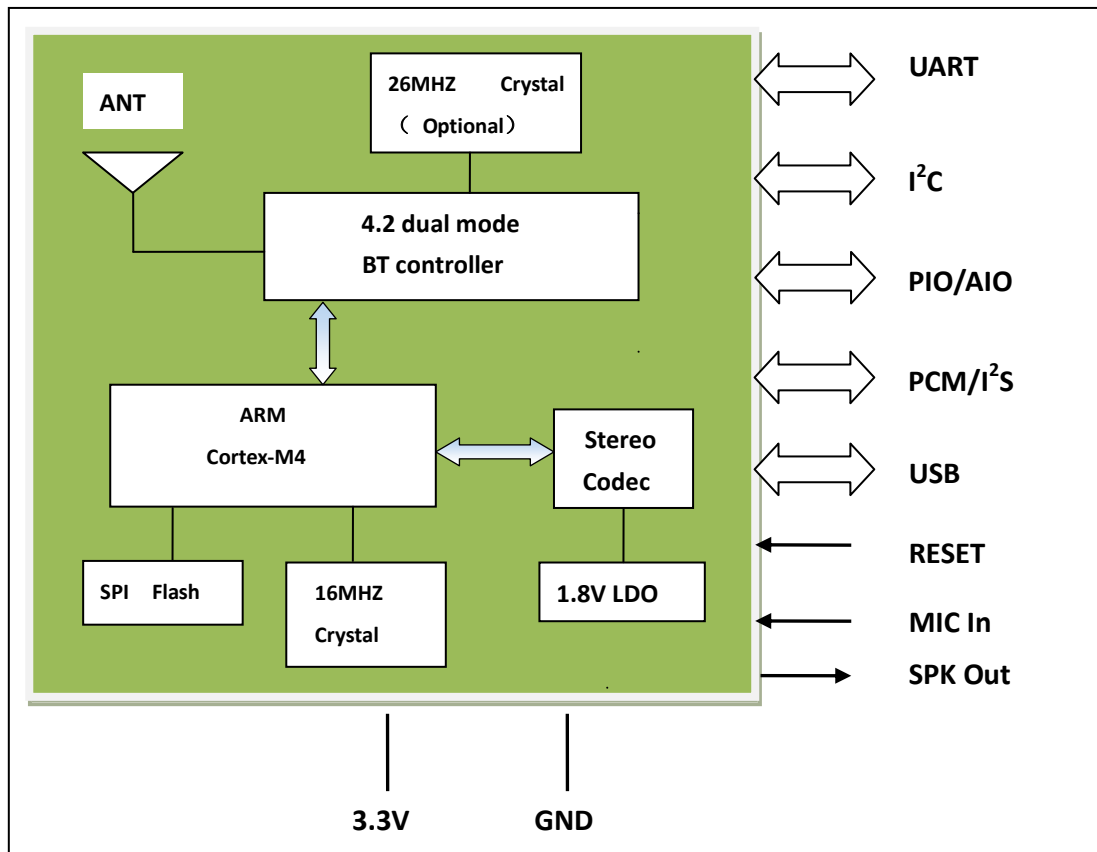 ANT
26MHZ Crystal
（ Optional）
4.2 dual mode
BT controller
ARM
Cortex-M4
Stereo
Codec
SPI Flash
16MHZ
Crystal
1.8V LDO
UART
I²C
PIO/AIO
PCM/I²S
USB
RESET
MIC In
SPK Out
3.3V
GND